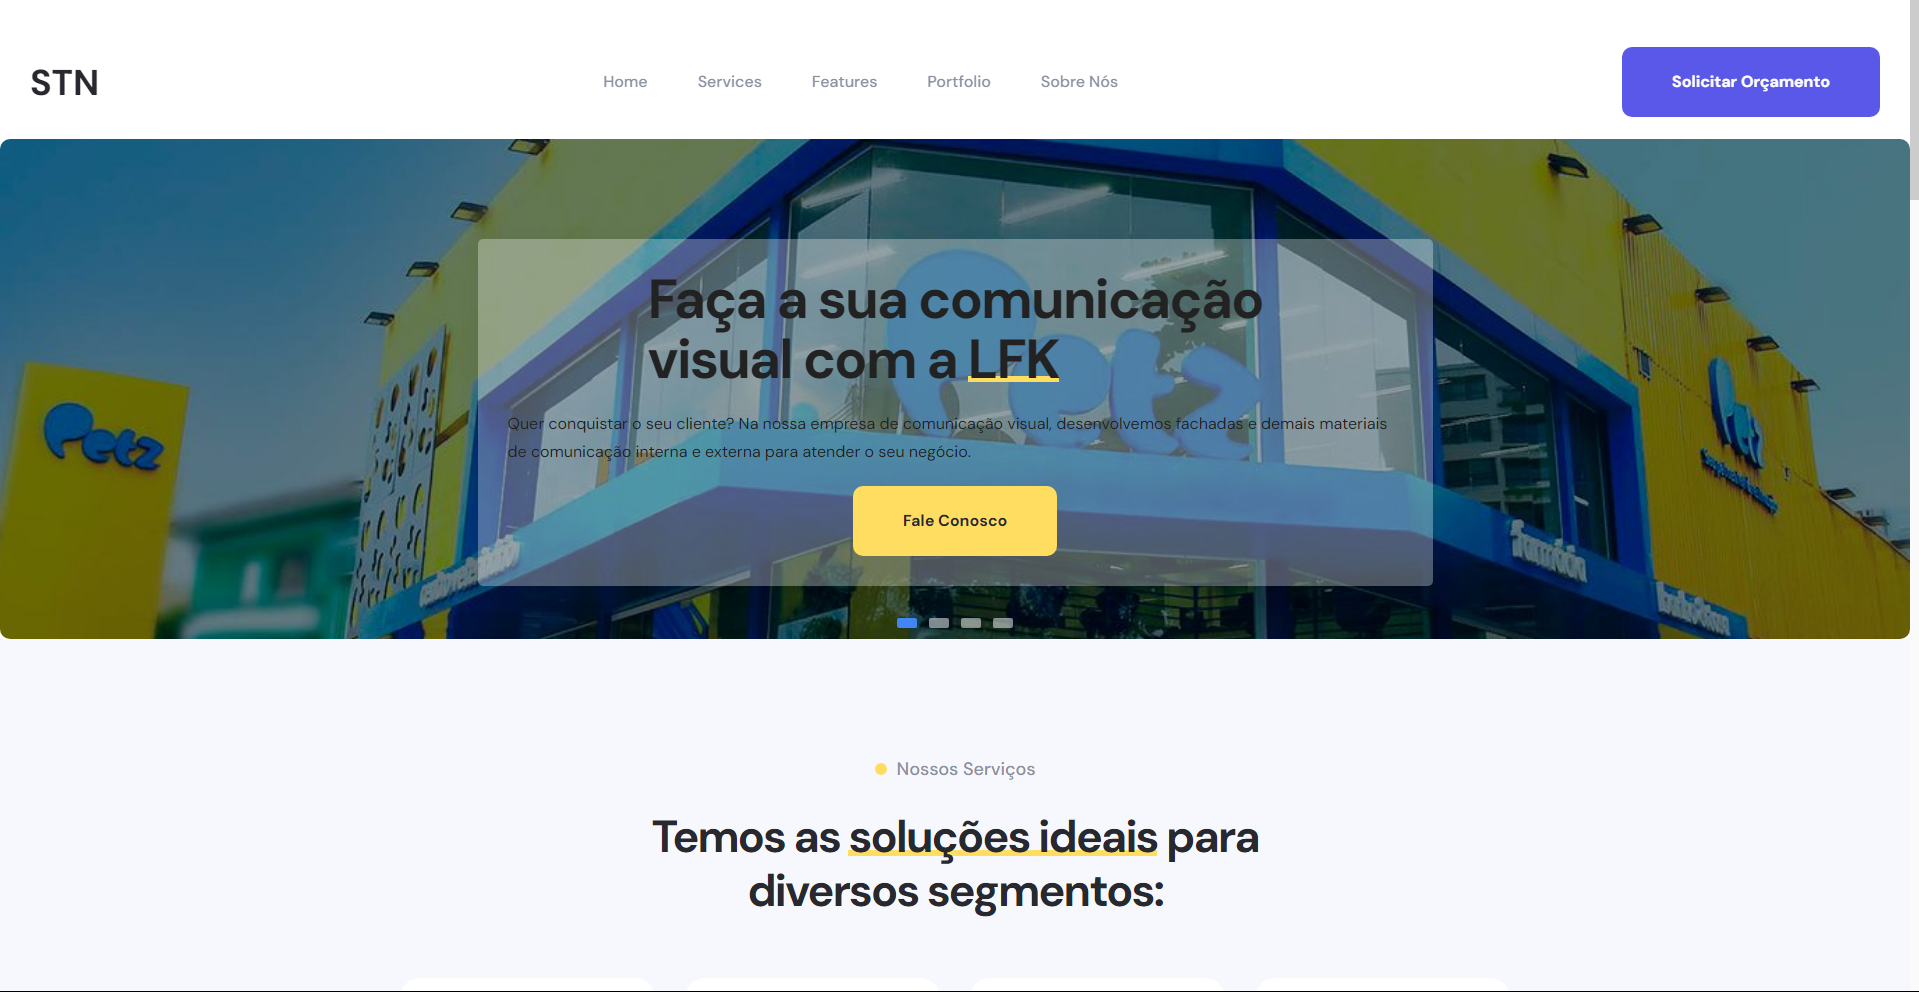 STN
Home
Services
Features
Portfolio
Sobre Nós
Solicitar Orçamento
Faça a sua comunicação
visual com a LFK
Quer conquistar o seu cliente? Na nossa empresa de comunicação visual, desenvolvemos fachadas e demais materiais
de comunicação interna e externa para atender o seu negócio.
Fale Conosco
Petz
Petz
Petz
farmácia
Nossos Serviços
Temos as soluções ideais para
diversos segmentos: